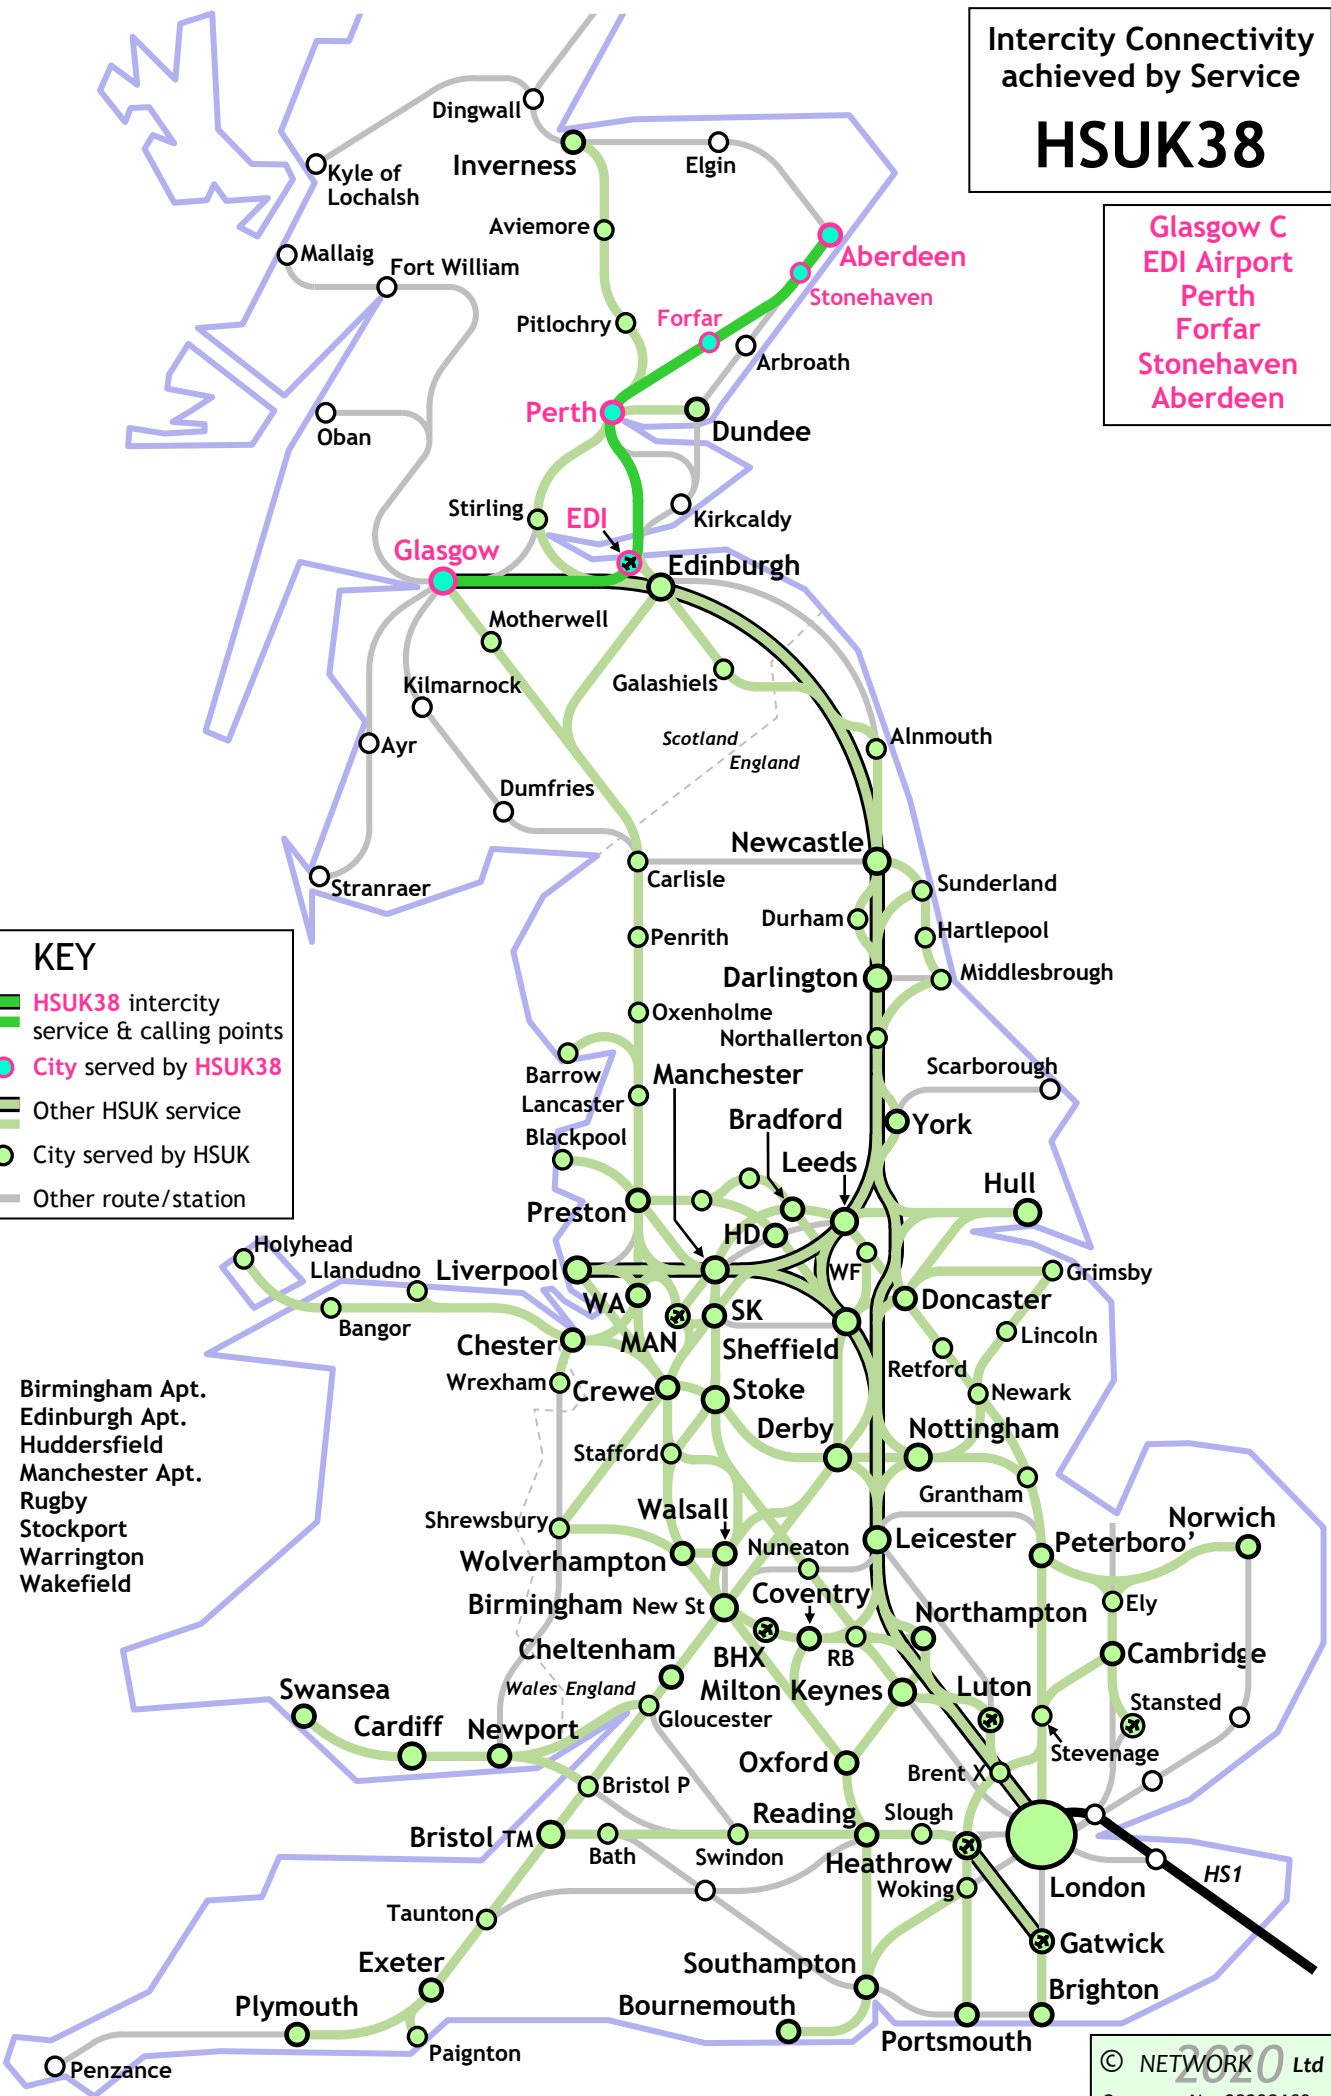 Intercity Connectivity
achieved by Service
HSUK38
Glasgow C
EDI Airport
Perth
Forfar
Stonehaven
Aberdeen
Dingwall
Inverness
Elgin
Kyle of
Lochalsh
Aviemore
Mallaig
Fort William
Aberdeen
Stonehaven
Pitlochry
Forfar
Arbroath
Oban
Perth
Dundee
Stirling
EDI
Kirkcaldy
Glasgow
Edinburgh
Motherwell
Kilmarnock
Galashiels
Ayr
Scotland
England
Alnmouth
Dumfries
Newcastle
Stranraer
Carlisle
Sunderland
Durham
Hartlepool
Penrith
Darlington
Middlesbrough
KEY
HSUK38 intercity
service & calling points
City served by HSUK38
Other HSUK service
City served by HSUK
Other route/station
Oxenholme
Northallerton
Scarborough
Barrow
Manchester
Lancaster
Bradford
York
Blackpool
Leeds
Hull
Preston
HD
Holyhead
Llandudno
Liverpool
WF
Grimsby
WA
SK
Doncaster
Bangor
Chester
MAN
Sheffield
Lincoln
Retford
Wrexham
Crewe
Stoke
Newark
Birmingham Apt.
Edinburgh Apt.
Huddersfield
Manchester Apt.
Rugby
Stockport
Warrington
Wakefield
Derby
Nottingham
Stafford
Grantham
Walsall
Norwich
Shrewsbury
Nuneaton
Leicester
Peterboro’
Wolverhampton
Coventry
Birmingham New St
Northampton
Ely
Cheltenham
BHX
RB
Cambridge
Wales England
Milton Keynes
Luton
Swansea
Stansted
Cardiff
Newport
Gloucester
Stevenage
Oxford
Brent X
Bristol P
Reading
Slough
Bristol TM
Bath
Swindon
Heathrow
Woking
London
HS1
Taunton
Gatwick
Exeter
Southampton
Brighton
Plymouth
Bournemouth
Portsmouth
Paignton
Penzance
© NETWORK 2020 Ltd